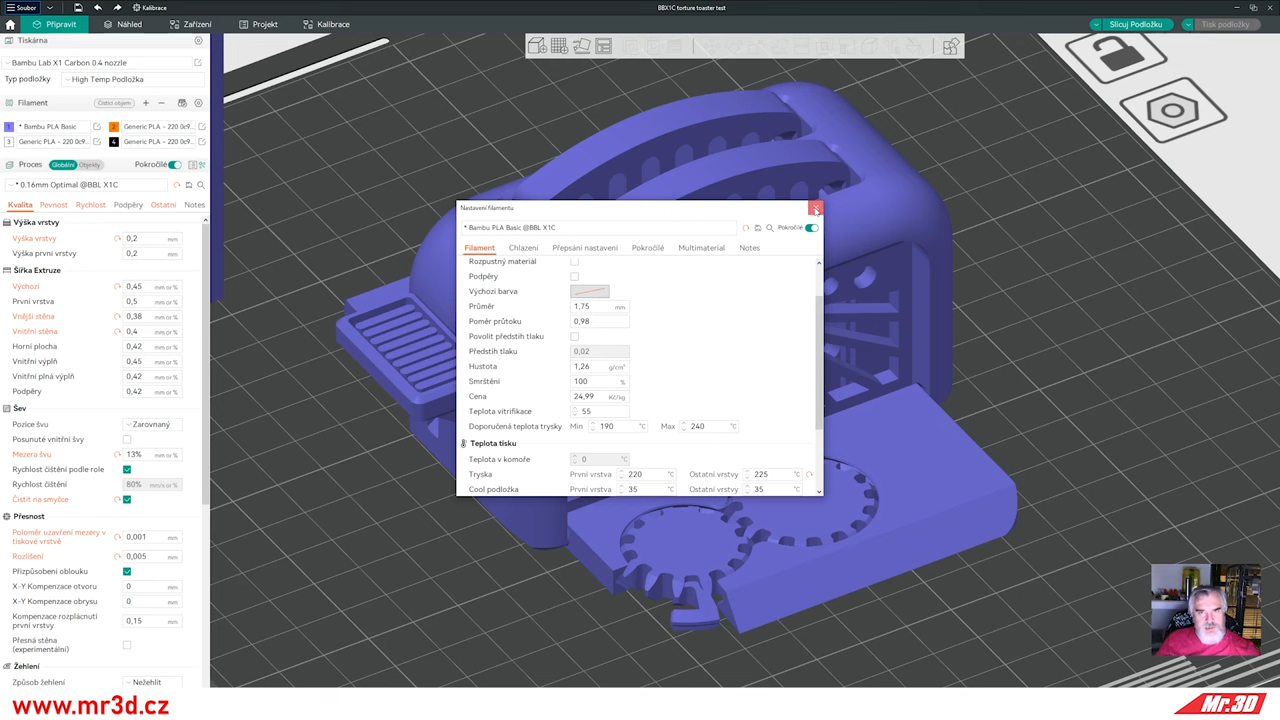 Soubor
Kalibrace
BBX1C torture toaster test
Připravit
Náhled
Zařízení
Projekt
Kalibrace
Slicuj Podložku
Tisk podložky
Tiskárna
Bambu Lab X1 Carbon 0.4 nozzle
Typ podložky
High Temp Podložka
Filament
Čistící objem
1 * Bambu PLA Basic
2 Generic PLA - 220 0c9...
3 Generic PLA - 220 0c9...
4 Generic PLA - 220 0c9...
Proces
Globální
Objekty
Pokročilé
* 0.16mm Optimal @BBL X1C
Kvalita
Pevnost
Rychlost
Podpěry
Ostatní
Notes
Výška vrstvy
Výška vrstvy 0,2 mm
Výška první vrstvy 0,2 mm
Šířka Extruze
Výchozí 0,45 mm or %
První vrstva 0,5 mm or %
Vnější stěna 0,38 mm or %
Vnitřní stěna 0,4 mm or %
Horní plocha 0,42 mm or %
Vnitřní výplň 0,45 mm or %
Vnitřní plná výplň 0,42 mm or %
Podpěry 0,42 mm or %
Šev
Pozice švu Zarovnaný
Posunuté vnitřní švy
Mezera švu 13% mm or %
Rychlost čištění podle role
Rychlost čištění 80% mm/s or %
Čistit na smyčce
Přesnost
Poloměr uzavření mezery v
tiskové vrstvě 0,001 mm
Rozlišení 0,005 mm
Přizpůsobení oblouku
X-Y Kompenzace otvoru 0 mm
X-Y Kompenzace obrysu 0 mm
Kompenzace rozplácnutí
první vrstvy 0,15 mm
Přesná stěna
(experimentální)
Žehlení
Způsob žehlení Nežehlit
Nastavení filamentu
* Bambu PLA Basic @BBL X1C
Pokročilé
Filament
Chlazení
Přepsání nastavení
Pokročilé
Multimaterial
Notes
Rozpustný materiál
Podpěry
Výchozí barva
Průměr 1,75 mm
Poměr průtoku 0,98
Povolit předstih tlaku
Předstih tlaku 0,02
Hustota 1,26 g/cm³
Smrštění 100 %
Cena 24,99 Kč/kg
Teplota vitrifikace 55
Doporučená teplota trysky Min 190 °C Max 240 °C
Teplota tisku
Teplota v komoře 0 °C
Tryska První vrstva 220 °C Ostatní vrstvy 225 °C
Cool podložka První vrstva 35 °C Ostatní vrstvy 35 °C
www.mr3d.cz
Mr.3D